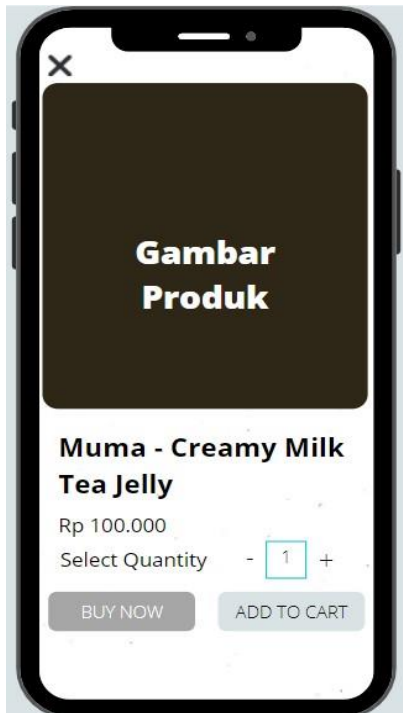 Gambar
Produk
Muma - Creamy Milk
Tea Jelly
Rp 100.000
Select Quantity - 1 +
BUY NOW ADD TO CART